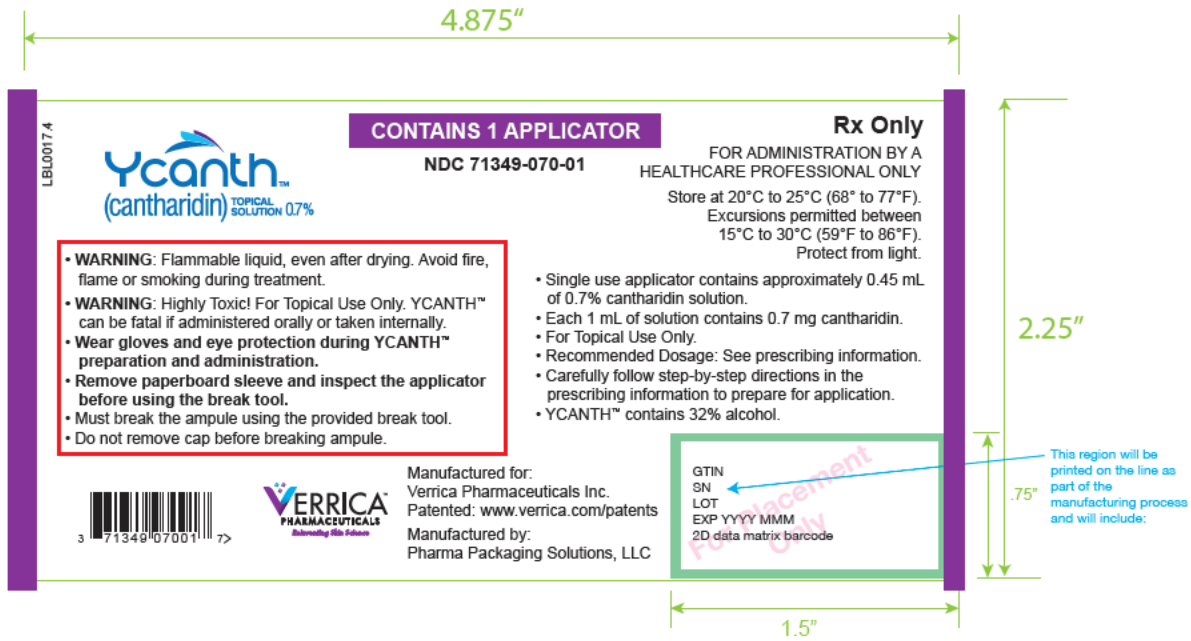 4.875”
LBL0017.4
Ycanth™
(cantharidin) TOPICAL SOLUTION 0.7%
CONTAINS 1 APPLICATOR
NDC 71349-070-01
Rx Only
FOR ADMINISTRATION BY A
HEALTHCARE PROFESSIONAL ONLY
Store at 20°C to 25°C (68° to 77°F).
Excursions permitted between
15°C to 30°C (59°F to 86°F).
Protect from light.
• WARNING: Flammable liquid, even after drying. Avoid fire,
flame or smoking during treatment.
• WARNING: Highly Toxic! For Topical Use Only. YCANTH™
can be fatal if administered orally or taken internally.
• Wear gloves and eye protection during YCANTH™
preparation and administration.
• Remove paperboard sleeve and inspect the applicator
before using the break tool.
• Must break the ampule using the provided break tool.
• Do not remove cap before breaking ampule.
• Single use applicator contains approximately 0.45 mL
of 0.7% cantharidin solution.
• Each 1 mL of solution contains 0.7 mg cantharidin.
• For Topical Use Only.
• Recommended Dosage: See prescribing information.
• Carefully follow step-by-step directions in the
prescribing information to prepare for application.
• YCANTH™ contains 32% alcohol.
2.25”
3 71349 07001 7>
VERRICA™
PHARMACEUTICALS
Reinventing Skin Science
Manufactured for:
Verrica Pharmaceuticals Inc.
Patented: www.verrica.com/patents
Manufactured by:
Pharma Packaging Solutions, LLC
GTIN
SN
LOT
EXP YYYY MMM
2D data matrix barcode
For Placement
Only
.75”
This region will be
printed on the line as
part of the
manufacturing process
and will include:
1.5”